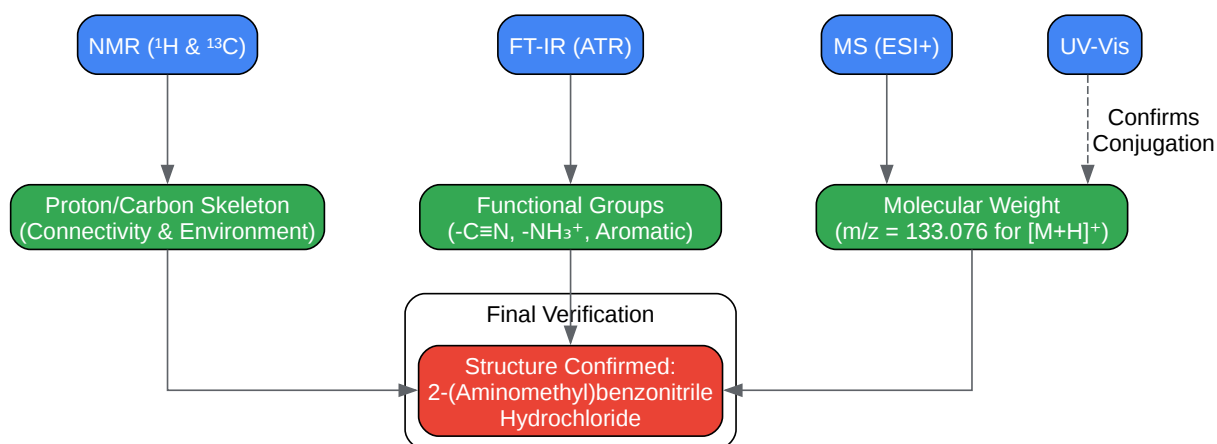 NMR (¹H & ¹³C)
FT-IR (ATR)
MS (ESI+)
UV-Vis
Confirms
Conjugation
Proton/Carbon Skeleton
(Connectivity & Environment)
Functional Groups
(-C≡N, -NH₃⁺, Aromatic)
Molecular Weight
(m/z = 133.076 for [M+H]⁺)
Final Verification
Structure Confirmed:
2-(Aminomethyl)benzonitrile
Hydrochloride